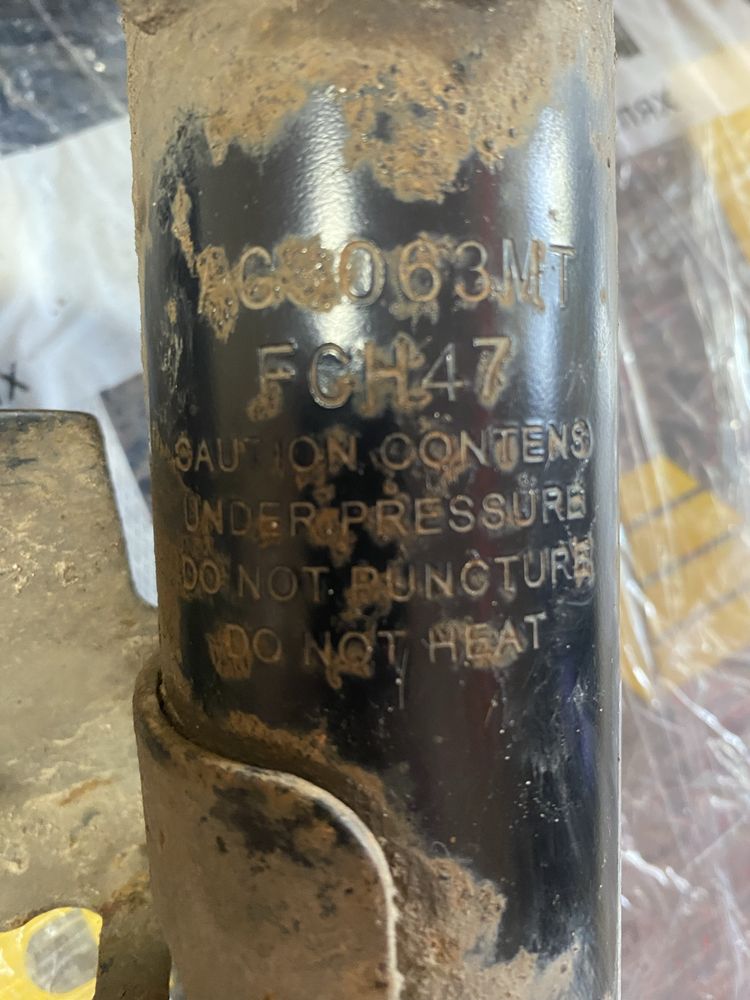 FCH47
CAUTION CONTENS
UNDER PRESSURE
DO NOT PUNCTURE
DO NOT HEAT